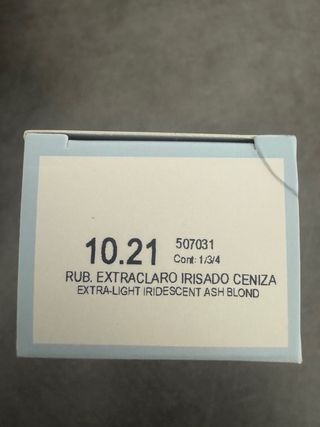 10.21 507031
Cont: 1/3/4
RUB. EXTRACLARO IRISADO CENIZA
EXTRA-LIGHT IRIDESCENT ASH BLOND